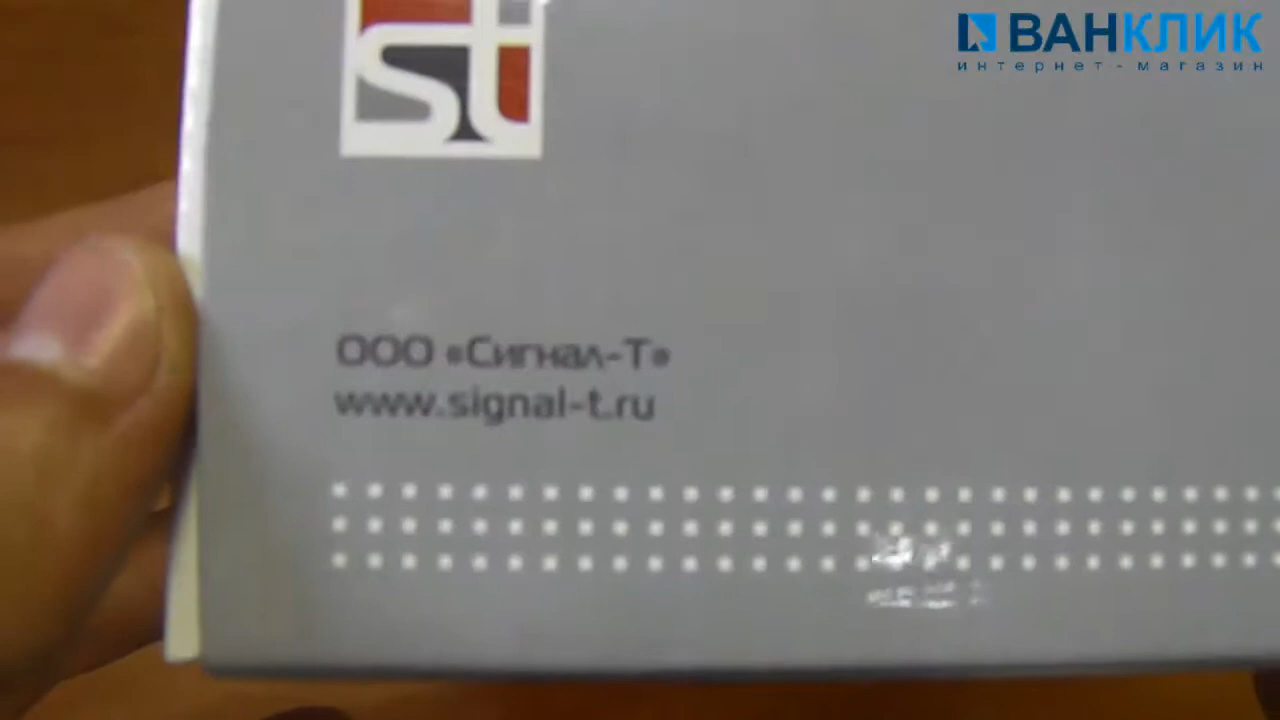 ВАНКЛИК
интернет-магазин
st
ООО «Сигнал-Т»
www.signal-t.ru